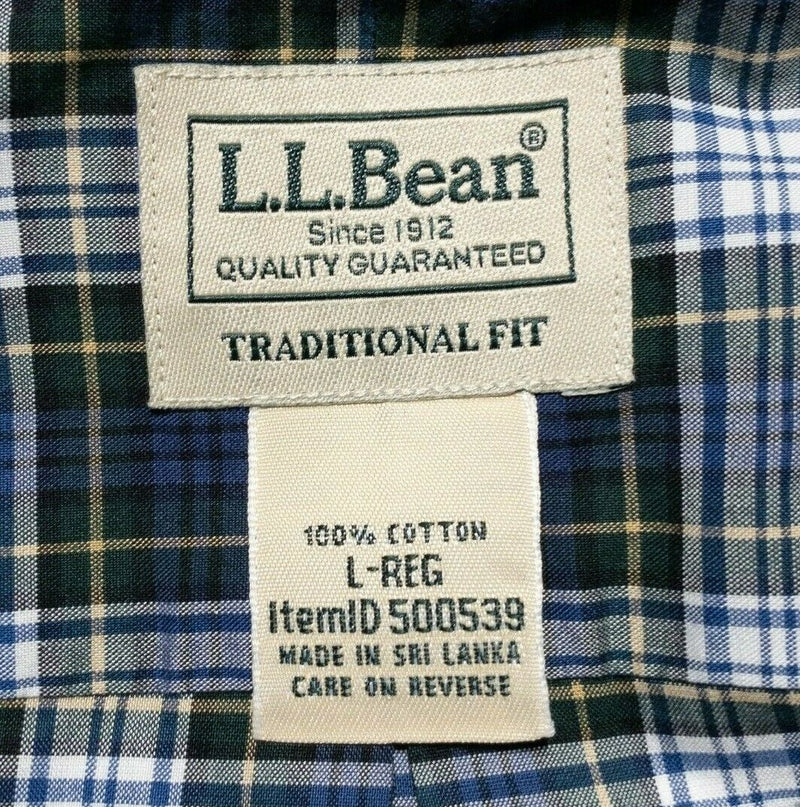 L.L.Bean®
Since 1912
QUALITY GUARANTEED
TRADITIONAL FIT
100% COTTON
L-REG
ItemID 500539
MADE IN SRI LANKA
CARE ON REVERSE